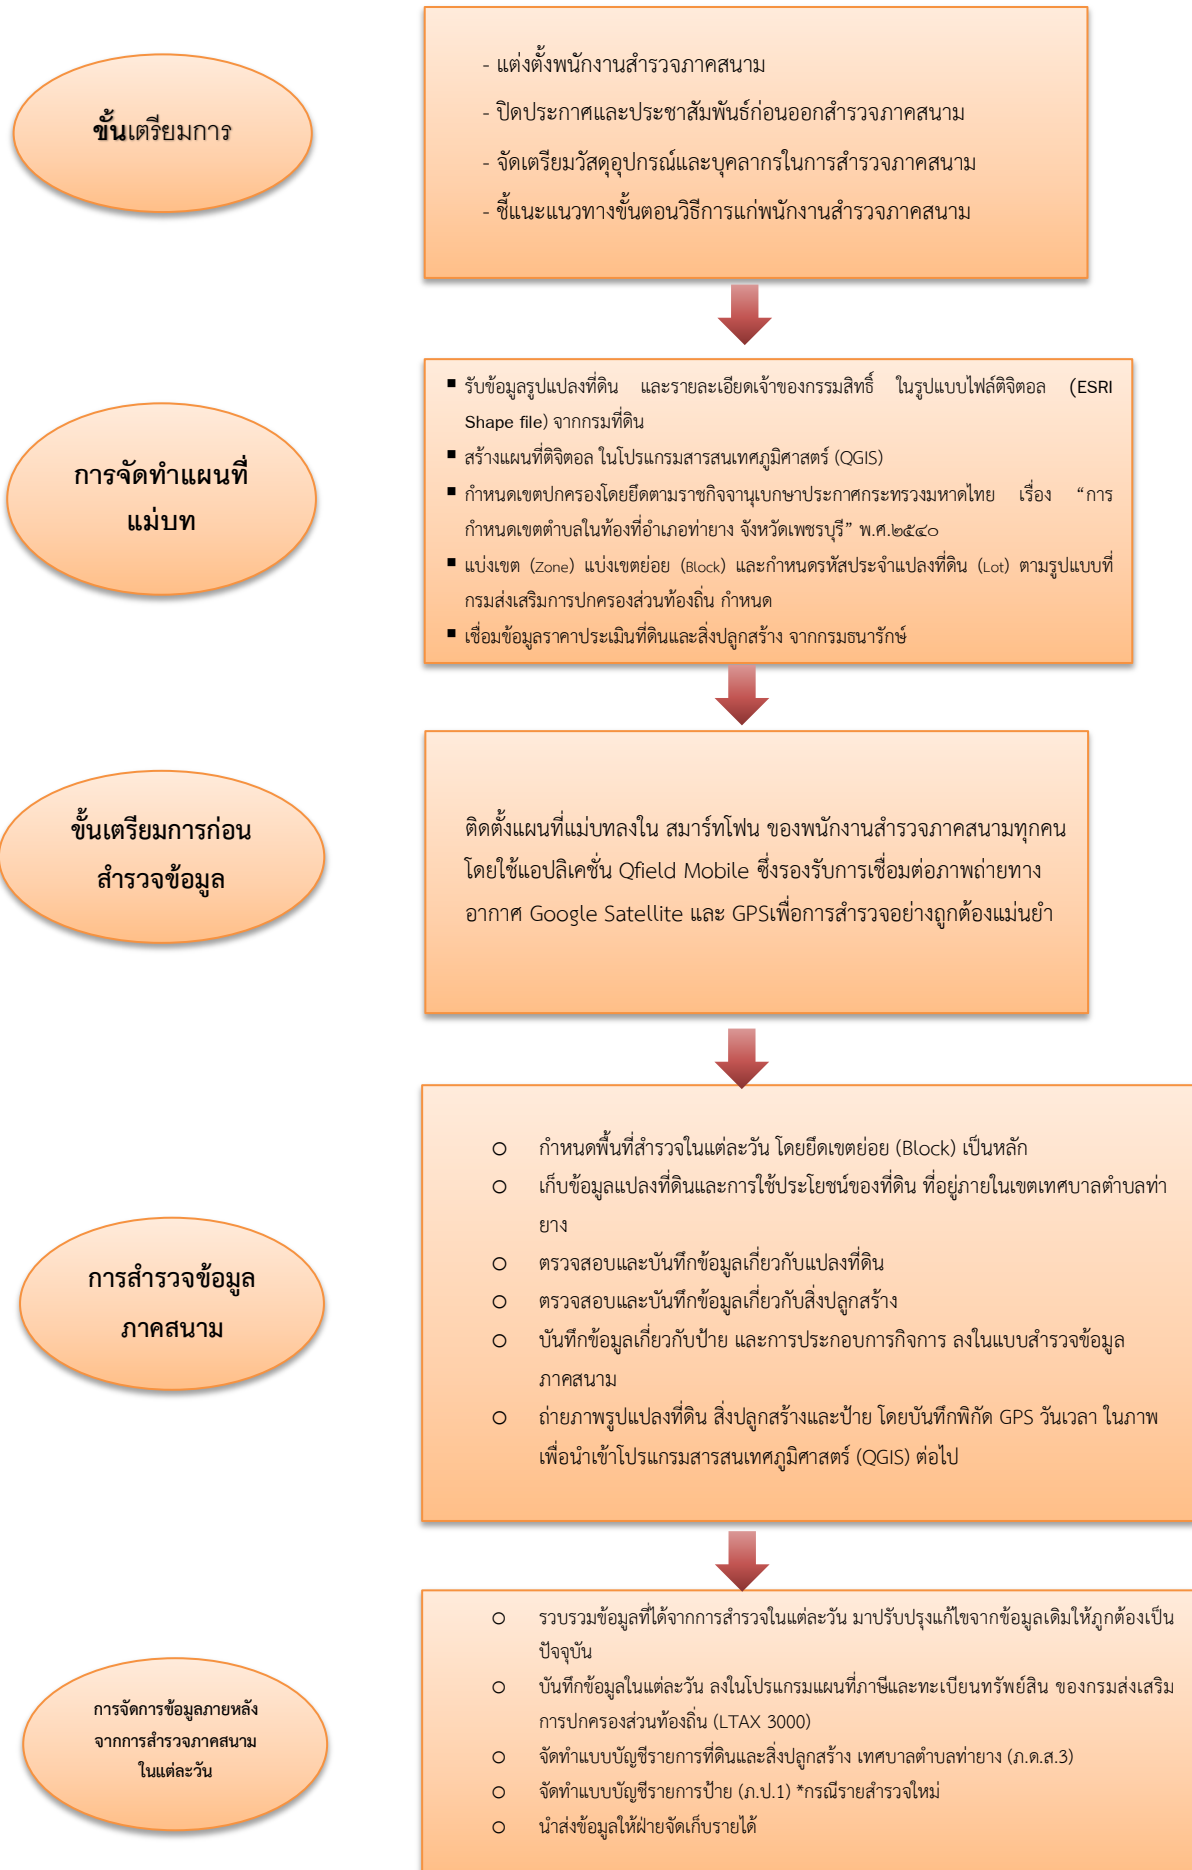 ขั้นเตรียมการ
- แต่งตั้งพนักงานสำรวจภาคสนาม
- ปิดประกาศและประชาสัมพันธ์ก่อนออกสำรวจภาคสนาม
- จัดเตรียมวัสดุอุปกรณ์และบุคลากรในการสำรวจภาคสนาม
- ชี้แนะแนวทางขั้นตอนวิธีการแก่พนักงานสำรวจภาคสนาม
การจัดทำแผนที่
แม่บท
▪ รับข้อมูลรูปแปลงที่ดิน และรายละเอียดเจ้าของกรรมสิทธิ์ ในรูปแบบไฟล์ดิจิตอล (ESRI
Shape file) จากกรมที่ดิน
▪ สร้างแผนที่ดิจิตอล ในโปรแกรมสารสนเทศภูมิศาสตร์ (QGIS)
▪ กำหนดเขตปกครองโดยยึดตามราชกิจจานุเบกษาประกาศกระทรวงมหาดไทย เรื่อง “การ
กำหนดเขตตำบลในท้องที่อำเภอท่ายาง จังหวัดเพชรบุรี” พ.ศ.๒๕๔๐
▪ แบ่งเขต (Zone) แบ่งเขตย่อย (Block) และกำหนดรหัสประจำแปลงที่ดิน (Lot) ตามรูปแบบที่
กรมส่งเสริมการปกครองส่วนท้องถิ่น กำหนด
▪ เชื่อมข้อมูลราคาประเมินที่ดินและสิ่งปลูกสร้าง จากกรมธนารักษ์
ขั้นเตรียมการก่อน
สำรวจข้อมูล
ติดตั้งแผนที่แม่บทลงใน สมาร์ทโฟน ของพนักงานสำรวจภาคสนามทุกคน
โดยใช้แอปลิเคชั่น Qfield Mobile ซึ่งรองรับการเชื่อมต่อภาพถ่ายทาง
อากาศ Google Satellite และ GPSเพื่อการสำรวจอย่างถูกต้องแม่นยำ
การสำรวจข้อมูล
ภาคสนาม
o กำหนดพื้นที่สำรวจในแต่ละวัน โดยยึดเขตย่อย (Block) เป็นหลัก
o เก็บข้อมูลแปลงที่ดินและการใช้ประโยชน์ของที่ดิน ที่อยู่ภายในเขตเทศบาลตำบลท่า
ยาง
o ตรวจสอบและบันทึกข้อมูลเกี่ยวกับแปลงที่ดิน
o ตรวจสอบและบันทึกข้อมูลเกี่ยวกับสิ่งปลูกสร้าง
o บันทึกข้อมูลเกี่ยวกับป้าย และการประกอบการกิจการ ลงในแบบสำรวจข้อมูล
ภาคสนาม
o ถ่ายภาพรูปแปลงที่ดิน สิ่งปลูกสร้างและป้าย โดยบันทึกพิกัด GPS วันเวลา ในภาพ
เพื่อนำเข้าโปรแกรมสารสนเทศภูมิศาสตร์ (QGIS) ต่อไป
การจัดการข้อมูลภายหลัง
จากการสำรวจภาคสนาม
ในแต่ละวัน
o รวบรวมข้อมูลที่ได้จากการสำรวจในแต่ละวัน มาปรับปรุงแก้ไขจากข้อมูลเดิมให้ถูกต้องเป็น
ปัจจุบัน
o บันทึกข้อมูลในแต่ละวัน ลงในโปรแกรมแผนที่ภาษีและทะเบียนทรัพย์สิน ของกรมส่งเสริม
การปกครองส่วนท้องถิ่น (LTAX 3000)
o จัดทำแบบบัญชีรายการที่ดินและสิ่งปลูกสร้าง เทศบาลตำบลท่ายาง (ภ.ด.ส.3)
o จัดทำแบบบัญชีรายการป้าย (ภ.ป.1) *กรณีรายสำรวจใหม่
o นำส่งข้อมูลให้ฝ่ายจัดเก็บรายได้